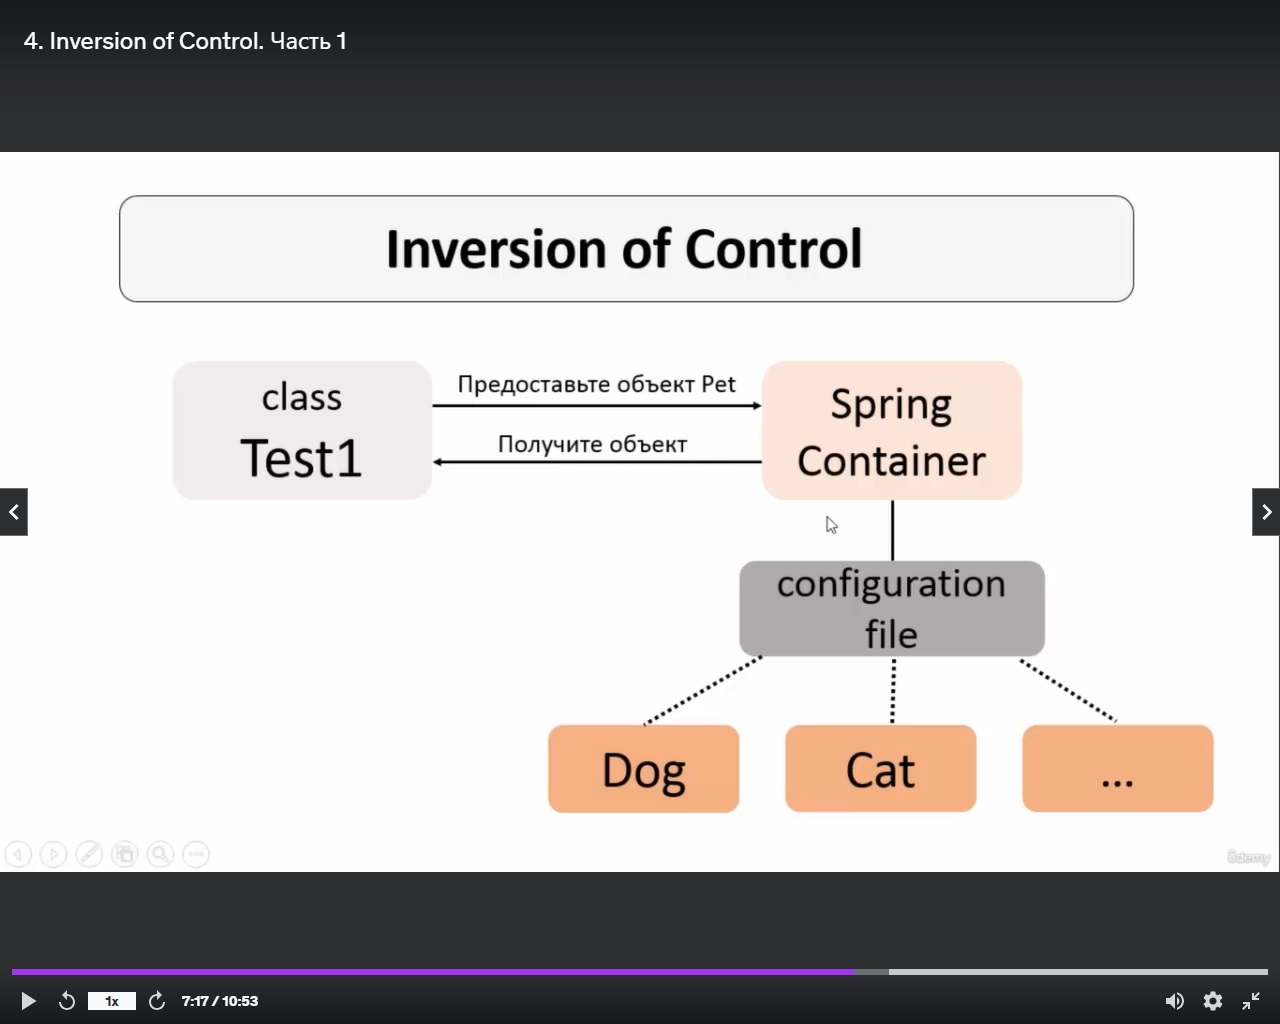 4. Inversion of Control. Часть 1
Inversion of Control
class
Test1
Предоставьте объект Pet
Получите объект
Spring
Container
configuration
file
Dog
Cat
...
ûdemy
1x
7:17 / 10:53